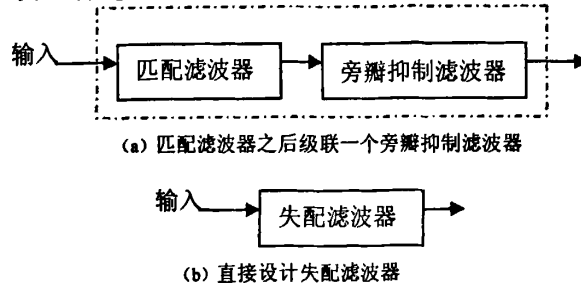 输入
匹配滤波器
旁瓣抑制滤波器
(a) 匹配滤波器之后级联一个旁瓣抑制滤波器
输入
失配滤波器
(b) 直接设计失配滤波器